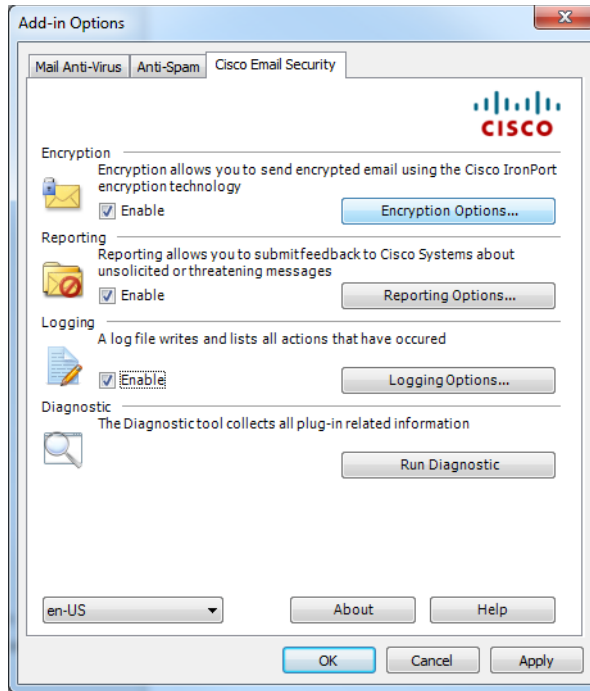 Add-in Options
Mail Anti-Virus Anti-Spam Cisco Email Security
CISCO
Encryption
Encryption allows you to send encrypted email using the Cisco IronPort
encryption technology
Enable Encryption Options...
Reporting
Reporting allows you to submitfeedback to Cisco Systems about
unsolicited or threatening messages
Enable Reporting Options...
Logging
A log file writes and lists all actions that have occured
Enable Logging Options...
Diagnostic
The Diagnostic tool collects all plug-in related information
Run Diagnostic
en-US About Help
OK Cancel Apply